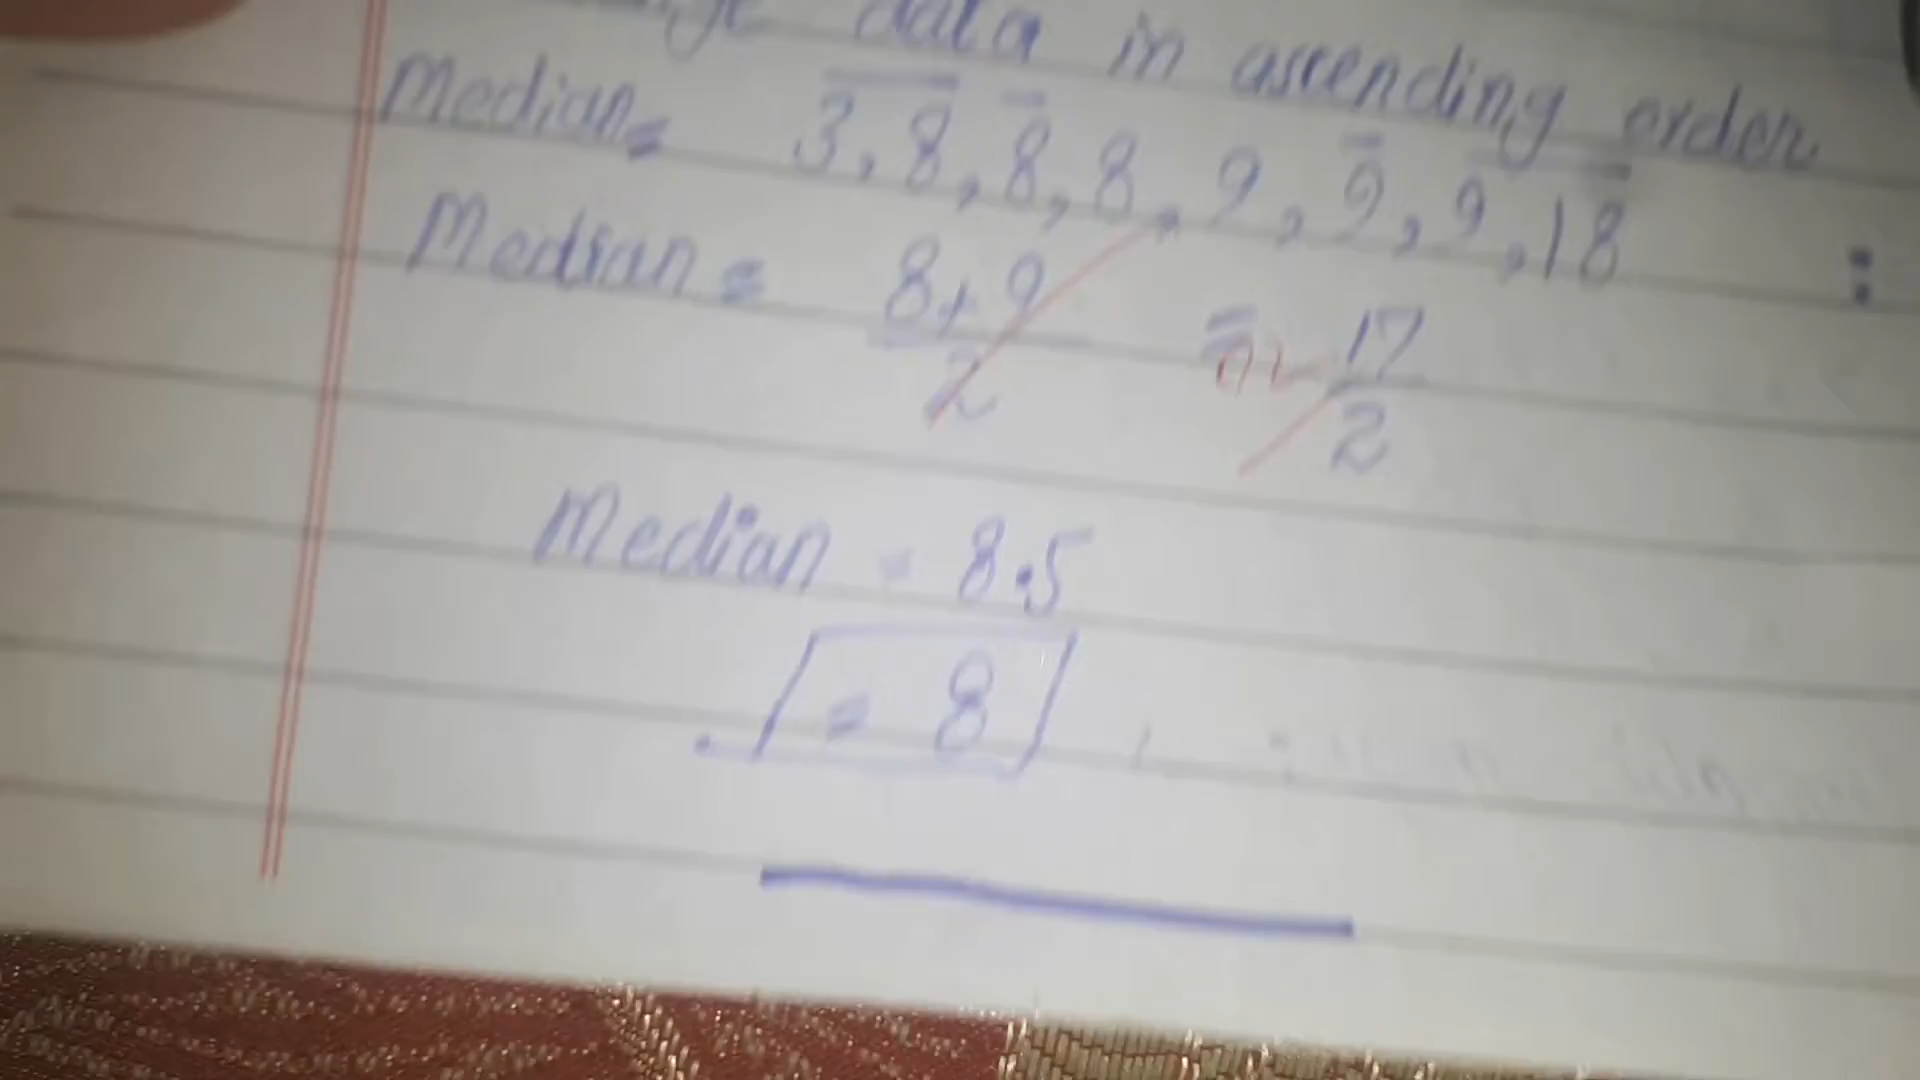 data in ascending order
Median = 3, 8, 8, 8, 9, 9, 9, 18
Median = 8+9/2 = 17/2
Median = 8.5
= 8